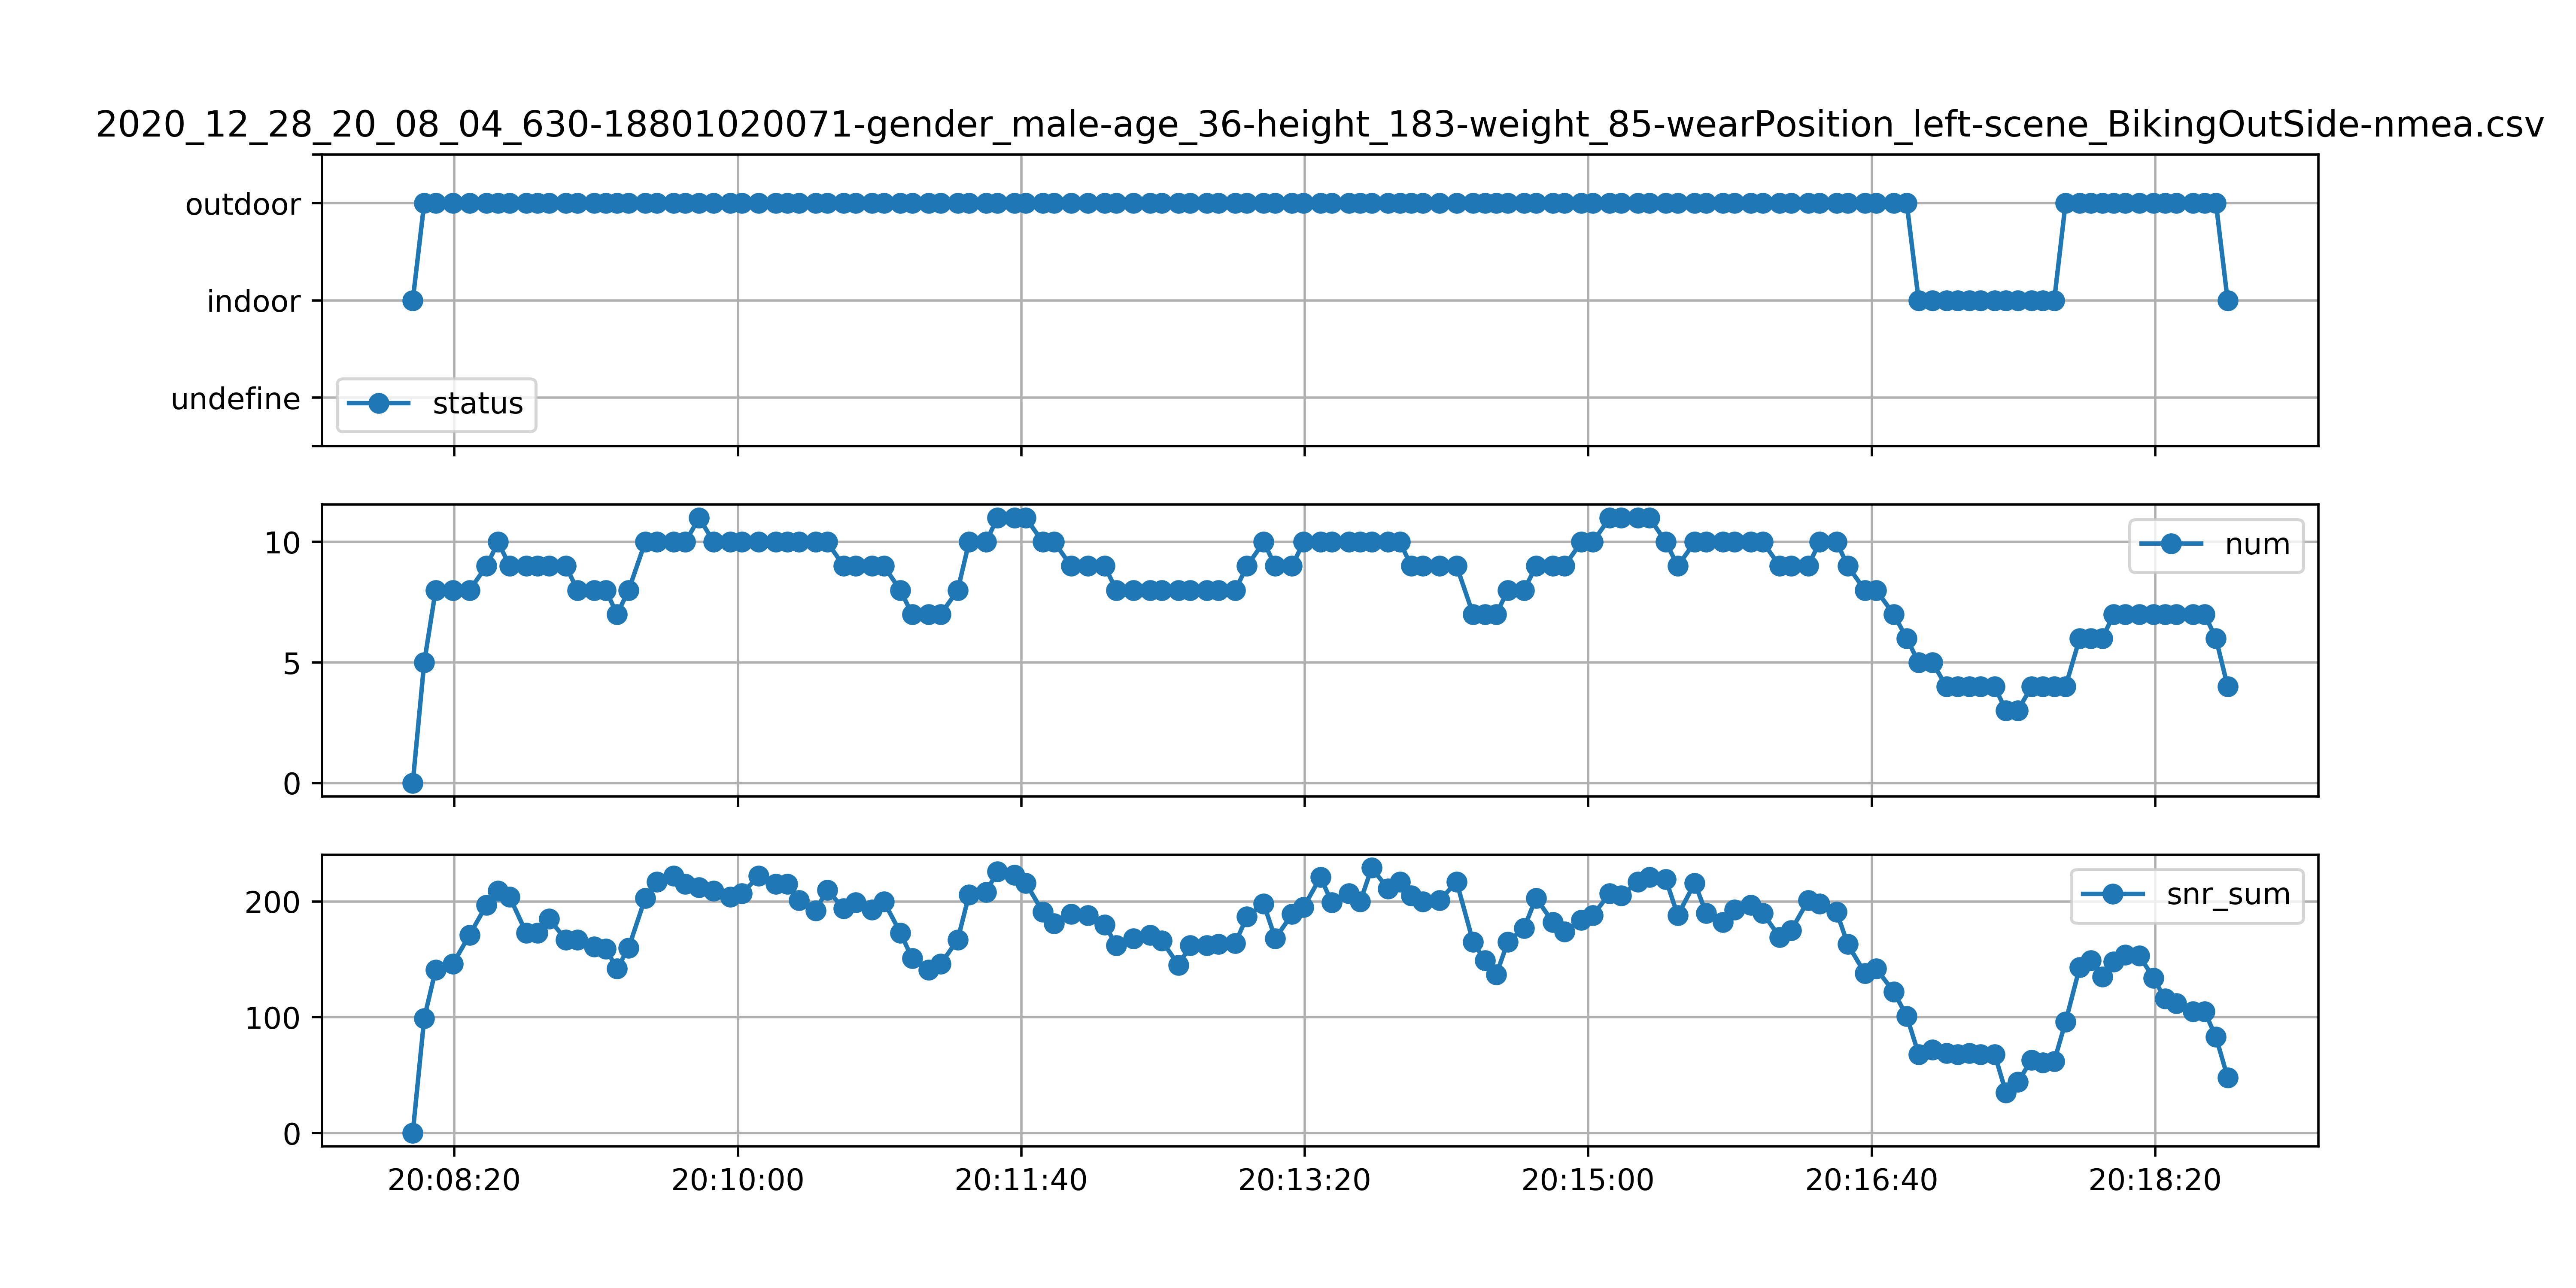 2020_12_28_20_08_04_630-18801020071-gender_male-age_36-height_183-weight_85-wearPosition_left-scene_BikingOutSide-nmea.csv
outdoor
indoor
undefine
status
10
5
0
num
200
100
0
snr_sum
20:08:20 20:10:00 20:11:40 20:13:20 20:15:00 20:16:40 20:18:20